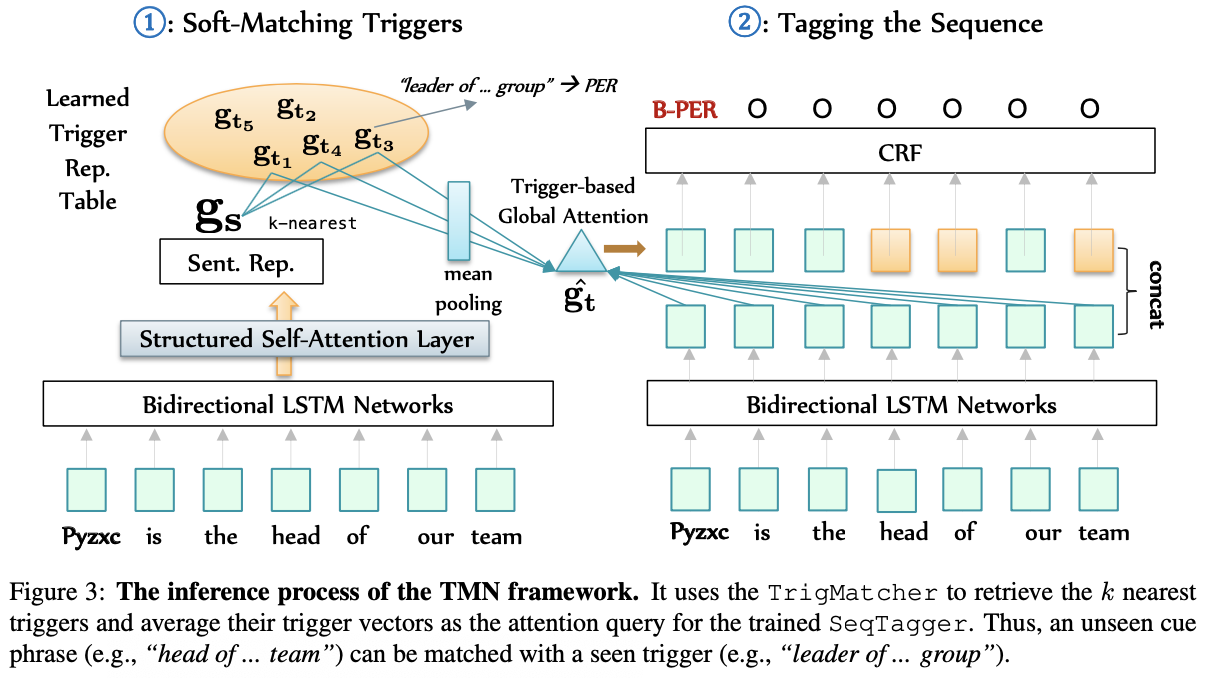 ①: Soft-Matching Triggers
②: Tagging the Sequence
Learned
Trigger
Rep.
Table
g_t5
g_t2
g_t1
g_t4
g_t3
"leader of ... group" → PER
g_s
k-nearest
Sent. Rep.
mean
pooling
Structured Self-Attention Layer
Bidirectional LSTM Networks
Pyzxc is the head of our team
Trigger-based
Global Attention
ĝ_t
B-PER O O O O O O
CRF
concat
Bidirectional LSTM Networks
Pyzxc is the head of our team
Figure 3: The inference process of the TMN framework. It uses the TrigMatcher to retrieve the k nearest
triggers and average their trigger vectors as the attention query for the trained SeqTagger. Thus, an unseen cue
phrase (e.g., "head of ... team") can be matched with a seen trigger (e.g., "leader of ... group").